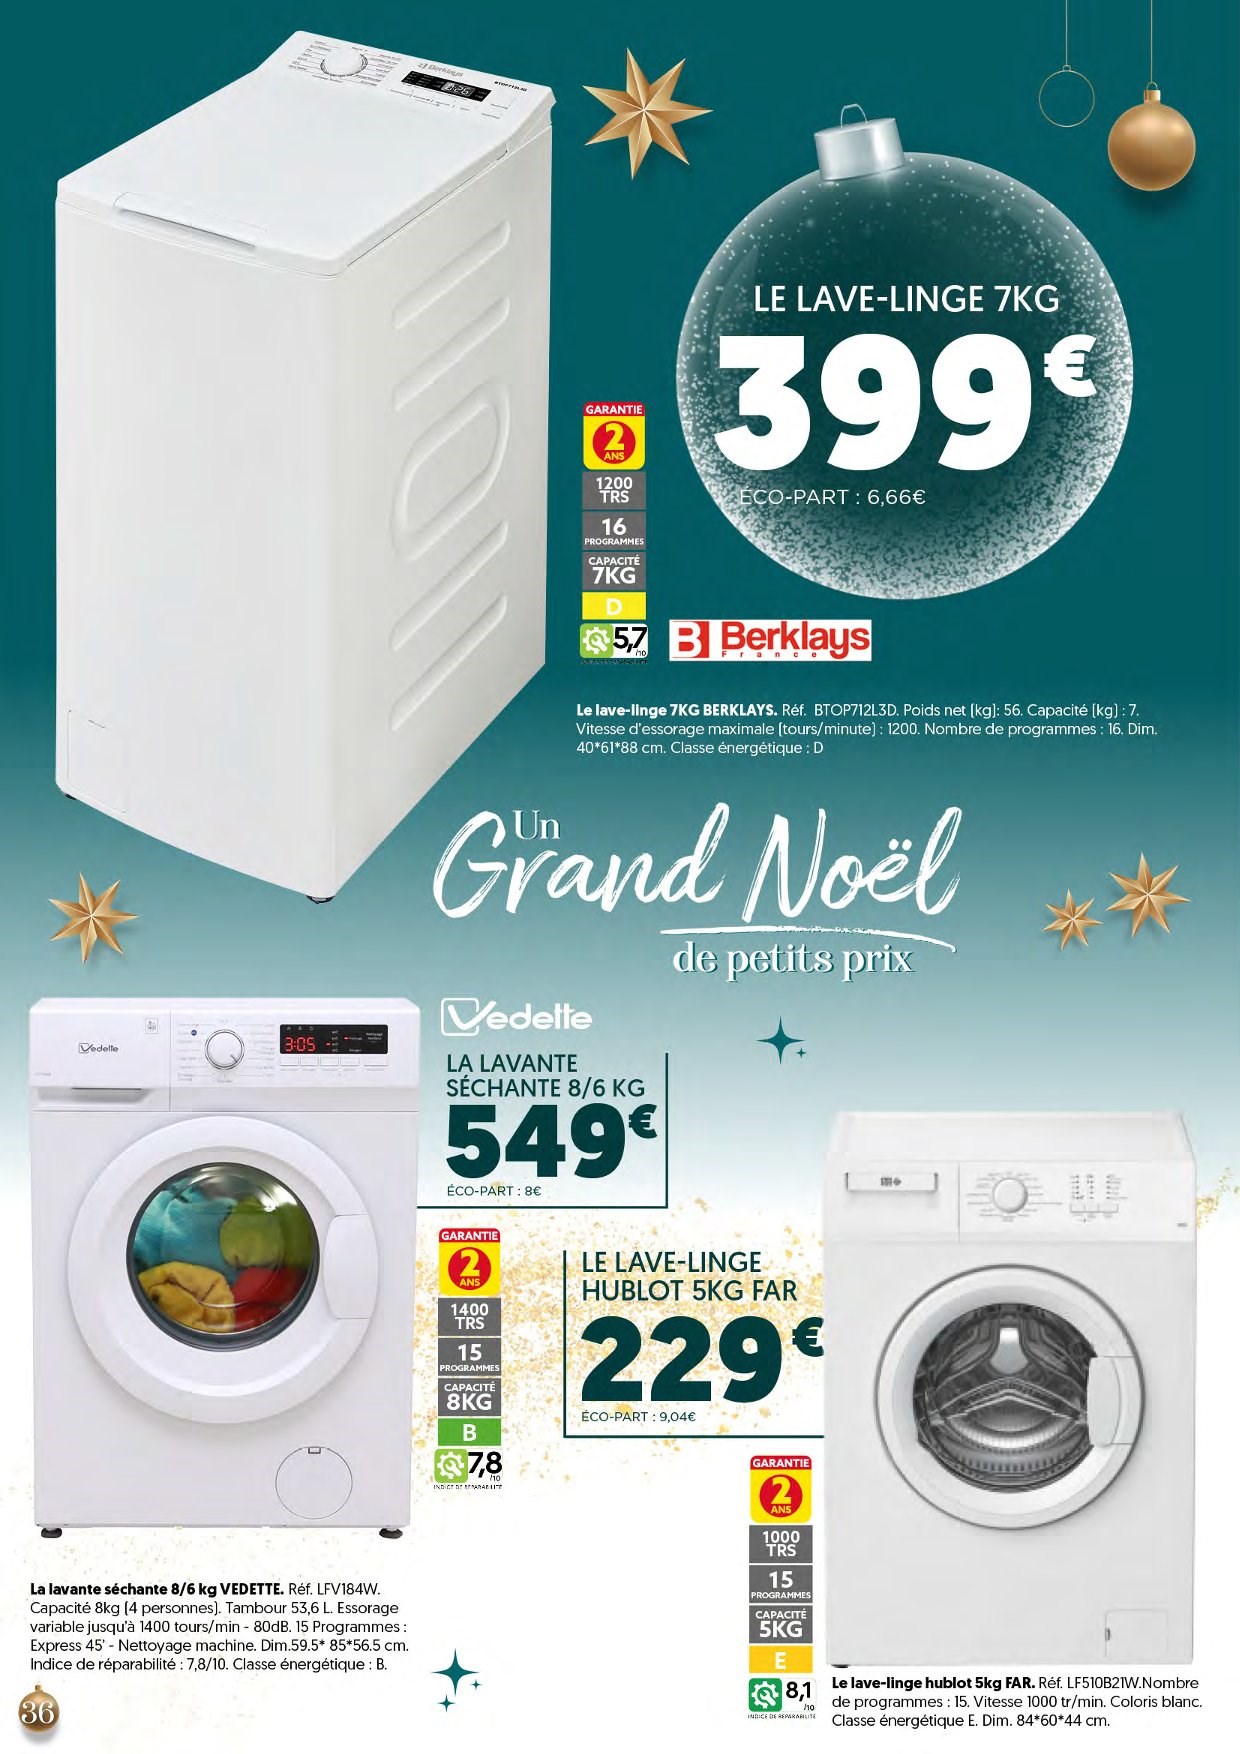 Berklays
BTOP712L3D
LE LAVE-LINGE 7KG
399€
ÉCO-PART : 6,66€
GARANTIE
2
ANS
1200
TRS
16
PROGRAMMES
CAPACITÉ
7KG
D
5,7
/10
B Berklays
France
Le lave-linge 7KG BERKLAYS. Réf. BTOP712L3D. Poids net (kg): 56. Capacité (kg) : 7.
Vitesse d'essorage maximale (tours/minute) : 1200. Nombre de programmes : 16. Dim.
40*61*88 cm. Classe énergétique : D
Un
Grand Noël
de petits prix
Vedette
3:05
Vedette
LA LAVANTE
SÉCHANTE 8/6 KG
549€
ÉCO-PART : 8€
GARANTIE
2
ANS
1400
TRS
15
PROGRAMMES
CAPACITÉ
8KG
B
7,8
/10
INDICE DE RÉPARABILITÉ
LE LAVE-LINGE
HUBLOT 5KG FAR
229€
ÉCO-PART : 9,04€
GARANTIE
2
ANS
1000
TRS
15
PROGRAMMES
CAPACITÉ
5KG
E
8,1
/10
INDICE DE RÉPARABILITÉ
La lavante séchante 8/6 kg VEDETTE. Réf. LFV184W.
Capacité 8kg (4 personnes). Tambour 53,6 L. Essorage
variable jusqu'à 1400 tours/min - 80dB. 15 Programmes :
Express 45' - Nettoyage machine. Dim.59.5* 85*56.5 cm.
Indice de réparabilité : 7,8/10. Classe énergétique : B.
Le lave-linge hublot 5kg FAR. Réf. LF510B21W.Nombre
de programmes : 15. Vitesse 1000 tr/min. Coloris blanc.
Classe énergétique E. Dim. 84*60*44 cm.
36